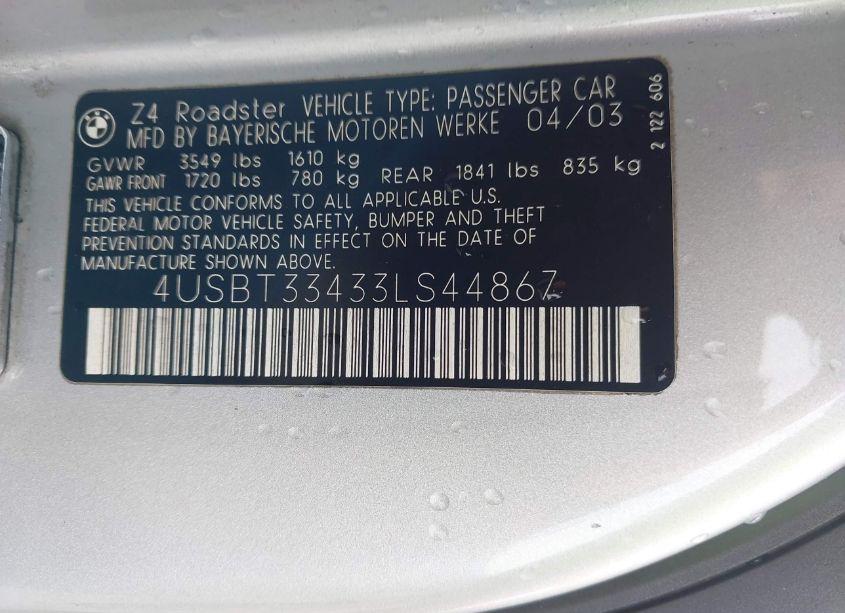 Z4 Roadster VEHICLE TYPE: PASSENGER CAR
MFD BY BAYERISCHE MOTOREN WERKE 04/03
GVWR 3549 lbs 1610 kg
GAWR FRONT 1720 lbs 780 kg REAR 1841 lbs 835 kg
THIS VEHICLE CONFORMS TO ALL APPLICABLE U.S.
FEDERAL MOTOR VEHICLE SAFETY, BUMPER AND THEFT
PREVENTION STANDARDS IN EFFECT ON THE DATE OF
MANUFACTURE SHOWN ABOVE.
4USBT33433LS44867
2 122 606